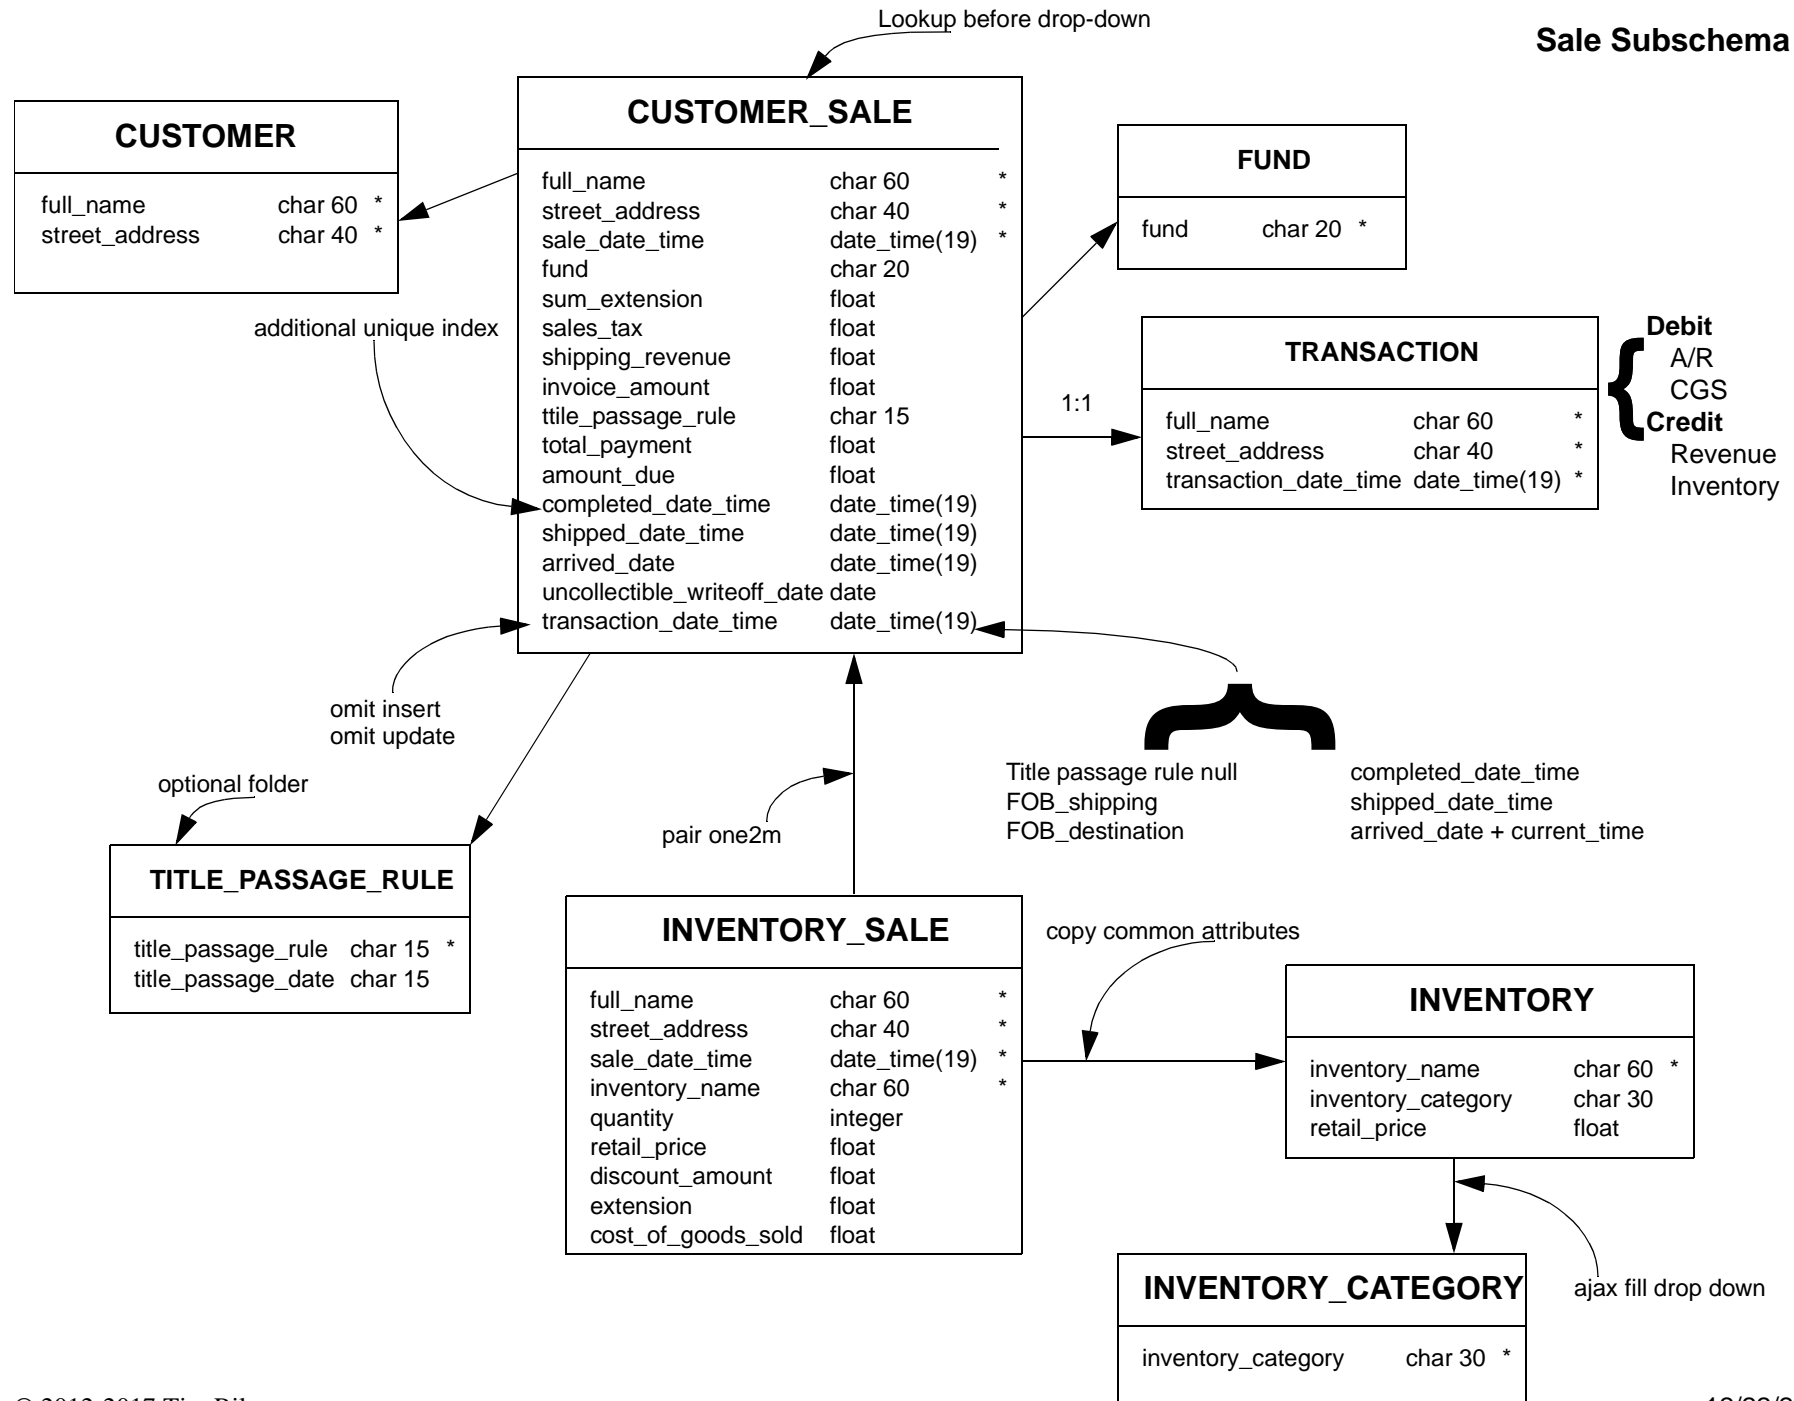 Lookup before drop-down
Sale Subschema
CUSTOMER
full_name char 60 *
street_address char 40 *
CUSTOMER_SALE
full_name char 60 *
street_address char 40 *
sale_date_time date_time(19) *
fund char 20
sum_extension float
sales_tax float
shipping_revenue float
invoice_amount float
ttile_passage_rule char 15
total_payment float
amount_due float
completed_date_time date_time(19)
shipped_date_time date_time(19)
arrived_date date_time(19)
uncollectible_writeoff_date date
transaction_date_time date_time(19)
FUND
fund char 20 *
additional unique index
1:1
TRANSACTION
full_name char 60 *
street_address char 40 *
transaction_date_time date_time(19) *
Debit
A/R
CGS
Credit
Revenue
Inventory
omit insert
omit update
optional folder
pair one2m
Title passage rule null completed_date_time
FOB_shipping shipped_date_time
FOB_destination arrived_date + current_time
TITLE_PASSAGE_RULE
title_passage_rule char 15 *
title_passage_date char 15
INVENTORY_SALE
full_name char 60 *
street_address char 40 *
sale_date_time date_time(19) *
inventory_name char 60 *
quantity integer
retail_price float
discount_amount float
extension float
cost_of_goods_sold float
copy common attributes
INVENTORY
inventory_name char 60 *
inventory_category char 30
retail_price float
ajax fill drop down
INVENTORY_CATEGORY
inventory_category char 30 *